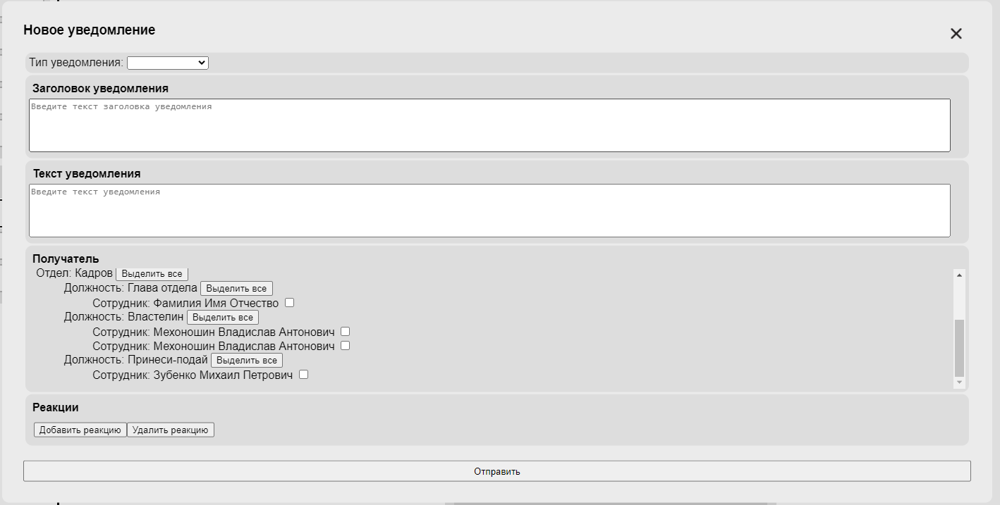 Новое уведомление
Тип уведомления:
Заголовок уведомления
Введите текст заголовка уведомления
Текст уведомления
Введите текст уведомления
Получатель
Отдел: Кадров Выделить все
Должность: Глава отдела Выделить все
Сотрудник: Фамилия Имя Отчество
Должность: Властелин Выделить все
Сотрудник: Мехоношин Владислав Антонович
Сотрудник: Мехоношин Владислав Антонович
Должность: Принеси-подай Выделить все
Сотрудник: Зубенко Михаил Петрович
Реакции
Добавить реакцию Удалить реакцию
Отправить